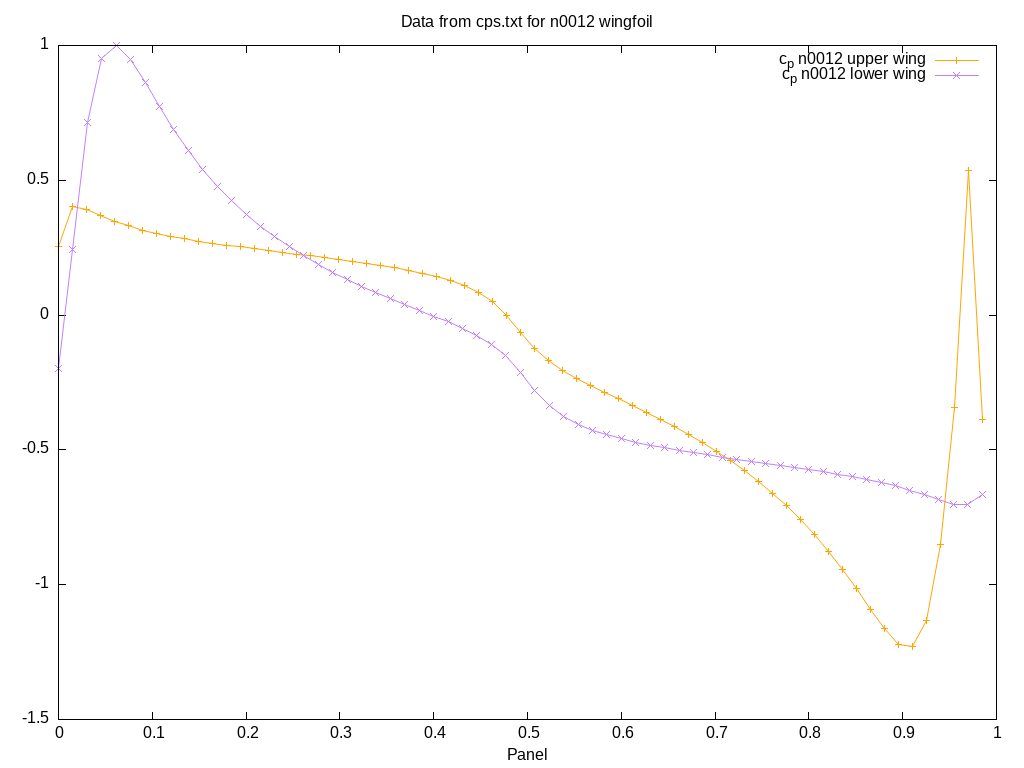 Data from cps.txt for n0012 wingfoil
c_p n0012 upper wing
c_p n0012 lower wing
1
0.5
0
-0.5
-1
-1.5
0 0.1 0.2 0.3 0.4 0.5 0.6 0.7 0.8 0.9 1
Panel